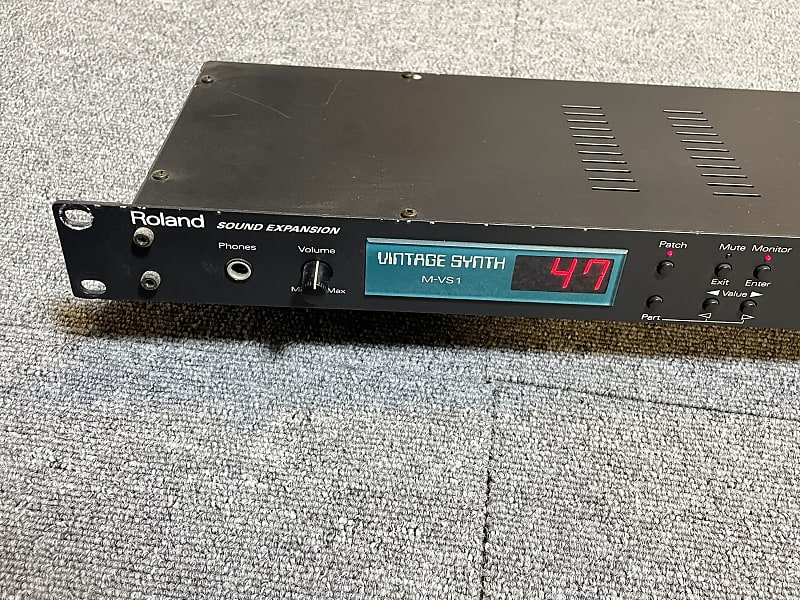 Roland SOUND EXPANSION
Phones
Volume
Max
VINTAGE SYNTH
M-VS1
47
Patch
Mute Monitor
Exit Enter
◀ Value ▶
Part